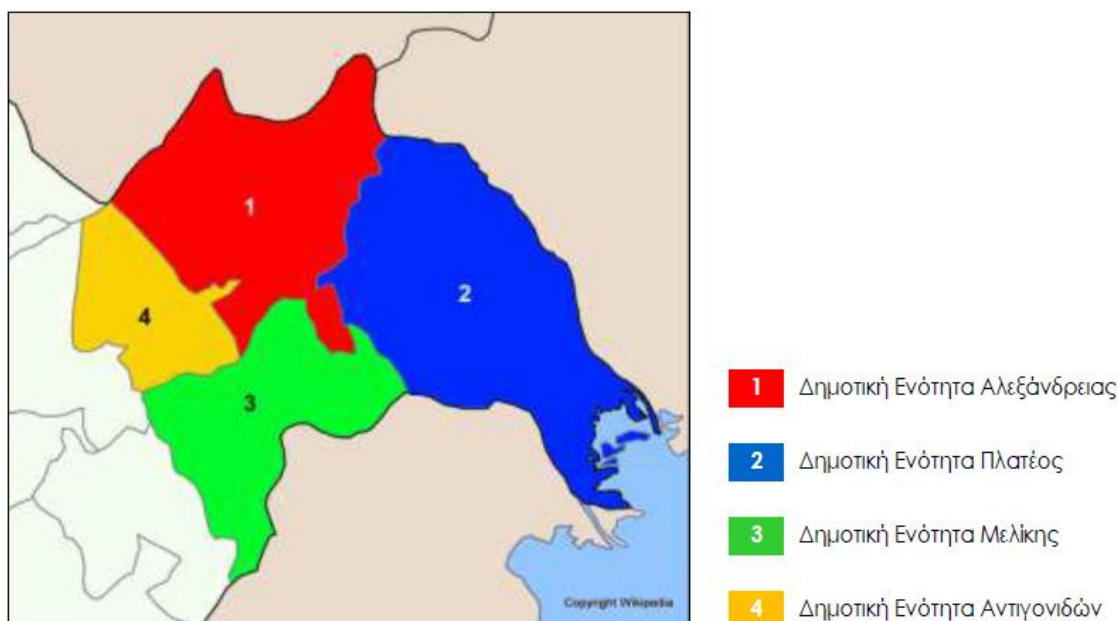 1
2
4
3
Copyright Wikipedia
1 Δημοτική Ενότητα Αλεξάνδρειας
2 Δημοτική Ενότητα Πλατέος
3 Δημοτική Ενότητα Μελίκης
4 Δημοτική Ενότητα Αντιγονιδών